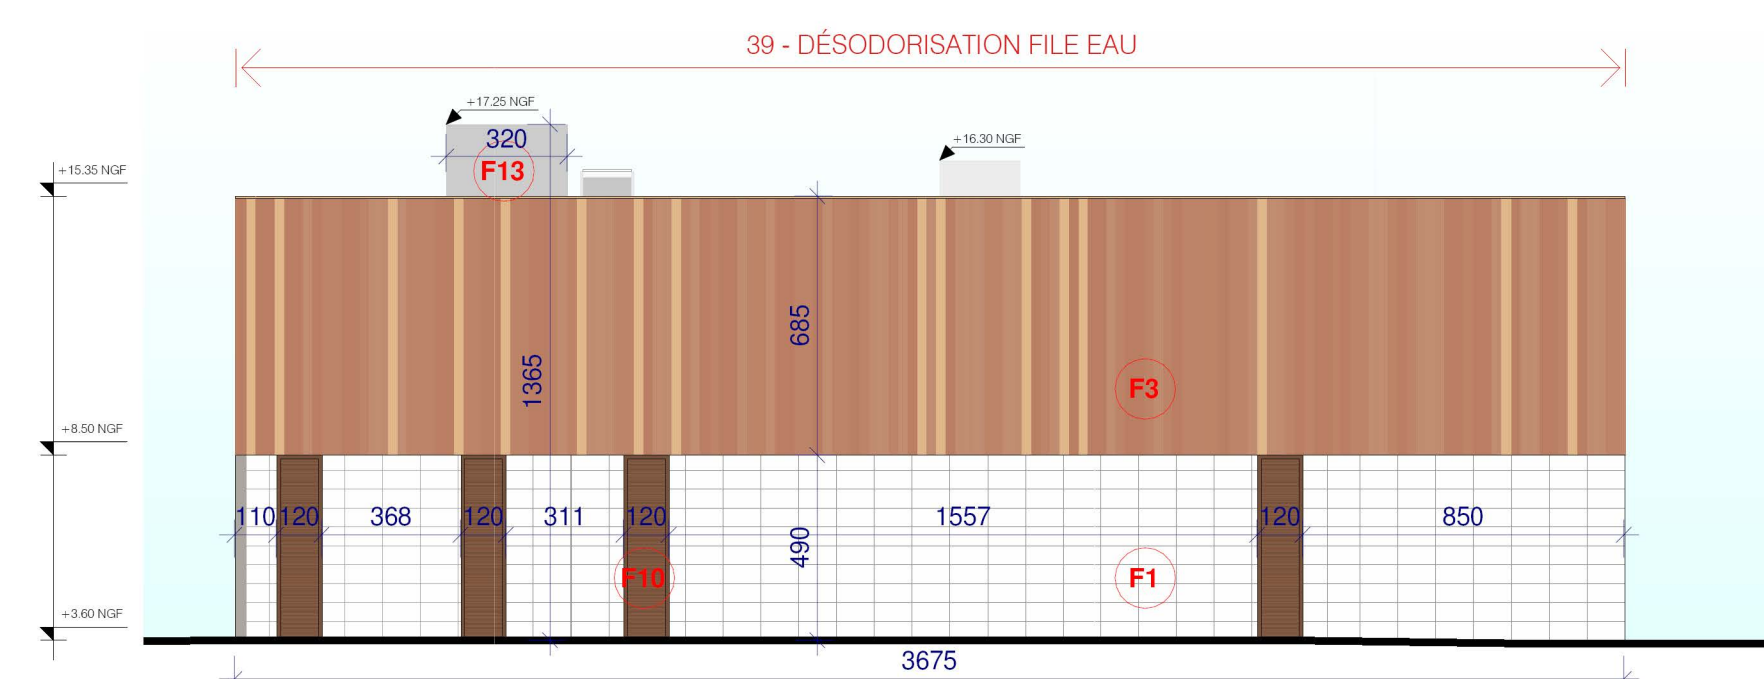 39 - DÉSODORISATION FILE EAU
+17.25 NGF
320
+16.30 NGF
F13
+15.35 NGF
685
1365
F3
+8.50 NGF
110 120 368 120 311 120 1557 120 850
490
F10 F1
+3.60 NGF
3675